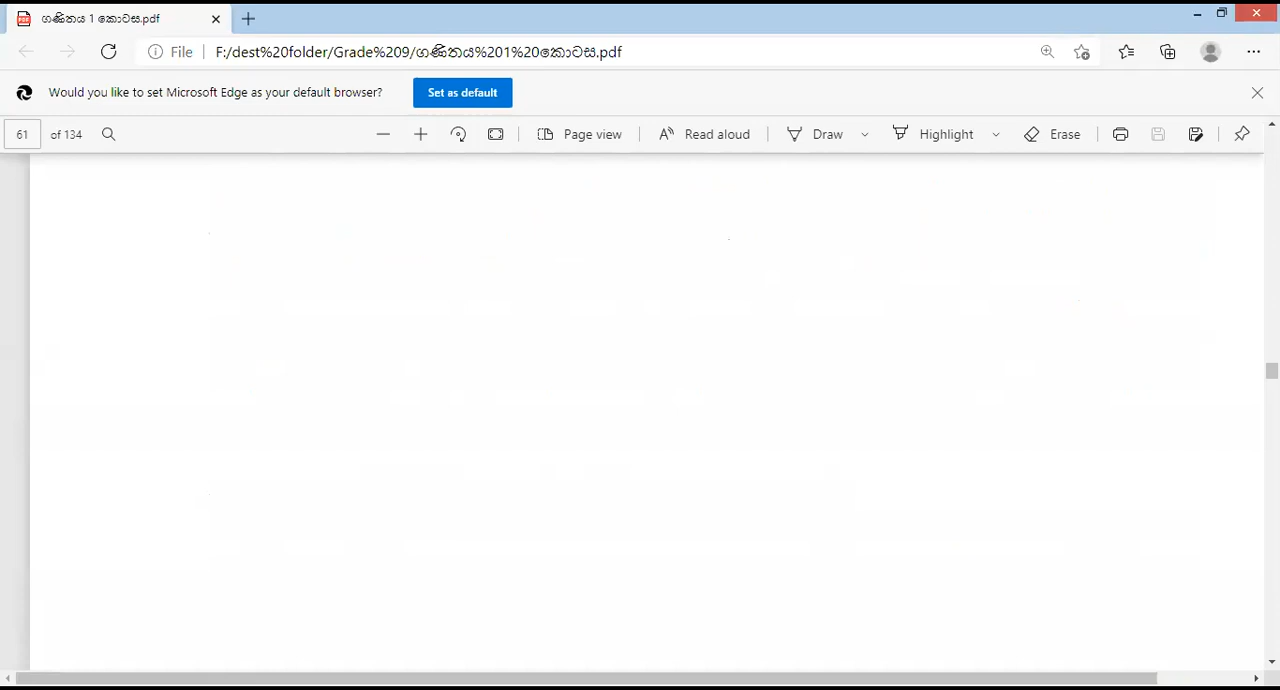 ගණිතය 1 කොටස.pdf
File F:/dest%20folder/Grade%209/ගණිතය%201%20කොටස.pdf
Would you like to set Microsoft Edge as your default browser? Set as default
61 of 134 Page view Read aloud Draw Highlight Erase